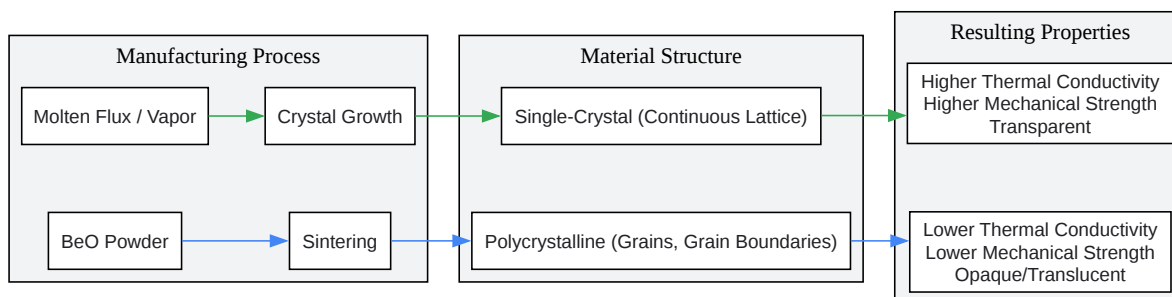 Manufacturing Process
Material Structure
Resulting Properties
Molten Flux / Vapor
Crystal Growth
Single-Crystal (Continuous Lattice)
Higher Thermal Conductivity
Higher Mechanical Strength
Transparent
BeO Powder
Sintering
Polycrystalline (Grains, Grain Boundaries)
Lower Thermal Conductivity
Lower Mechanical Strength
Opaque/Translucent